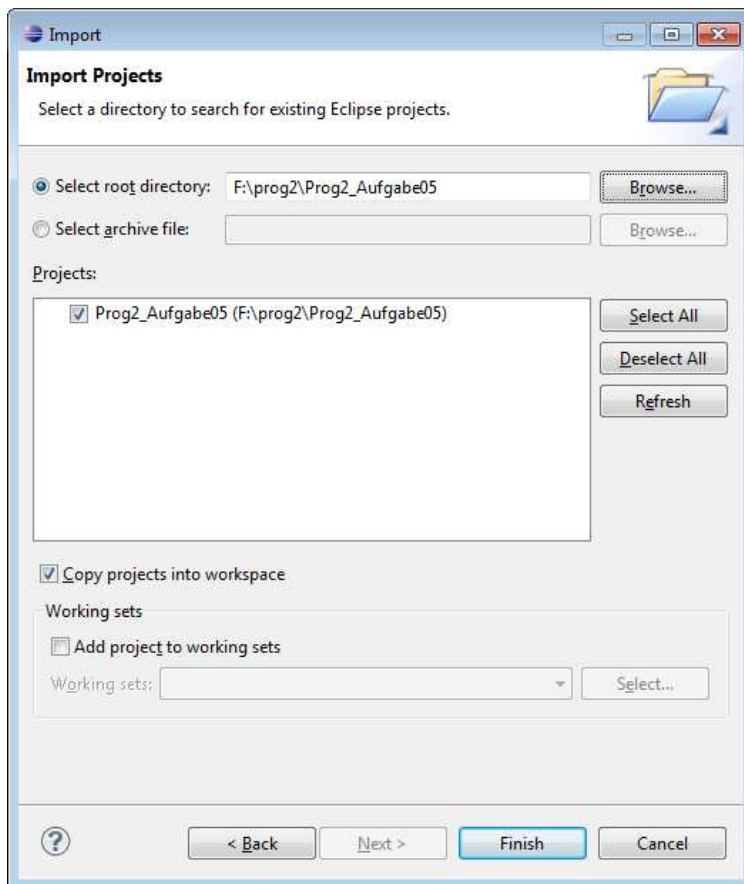 Import
Import Projects
Select a directory to search for existing Eclipse projects.
Select root directory: F:\prog2\Prog2_Aufgabe05 Browse...
Select archive file: Browse...
Projects:
Prog2_Aufgabe05 (F:\prog2\Prog2_Aufgabe05)
Select All
Deselect All
Refresh
Copy projects into workspace
Working sets
Add project to working sets
Working sets: Select...
? < Back Next > Finish Cancel